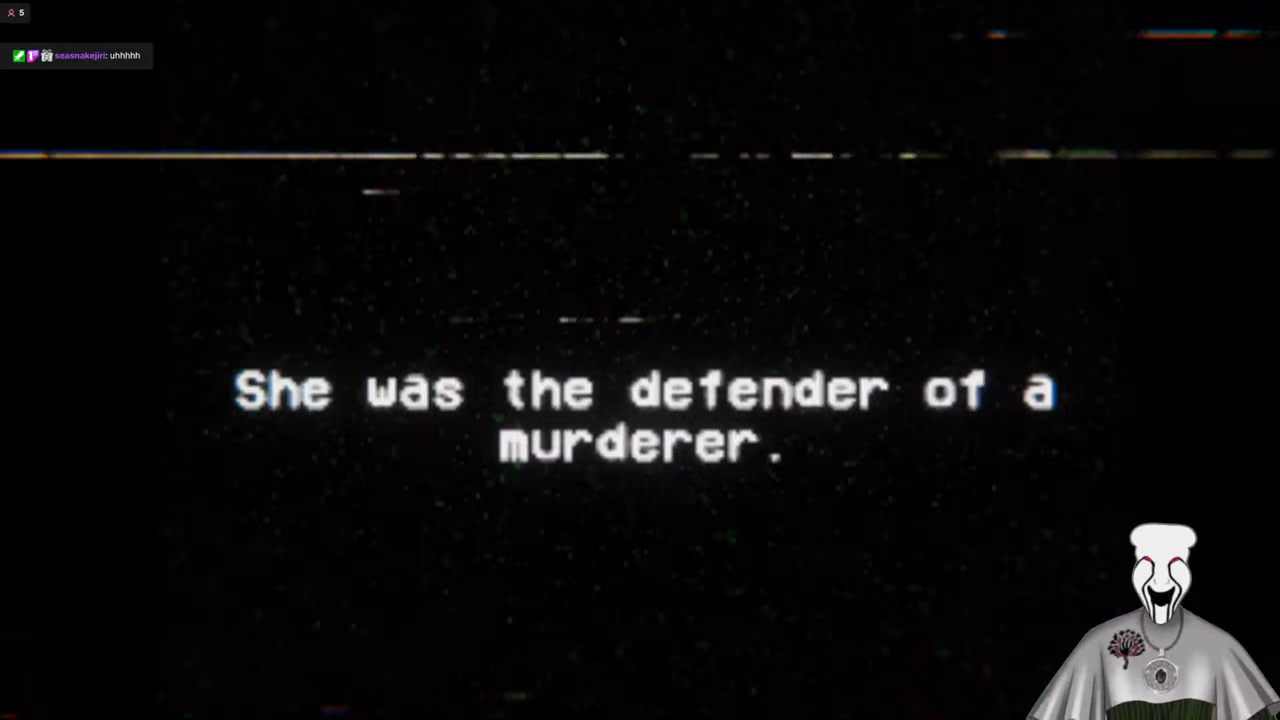 5
seasnakejiri: uhhhhh
She was the defender of a
murderer.